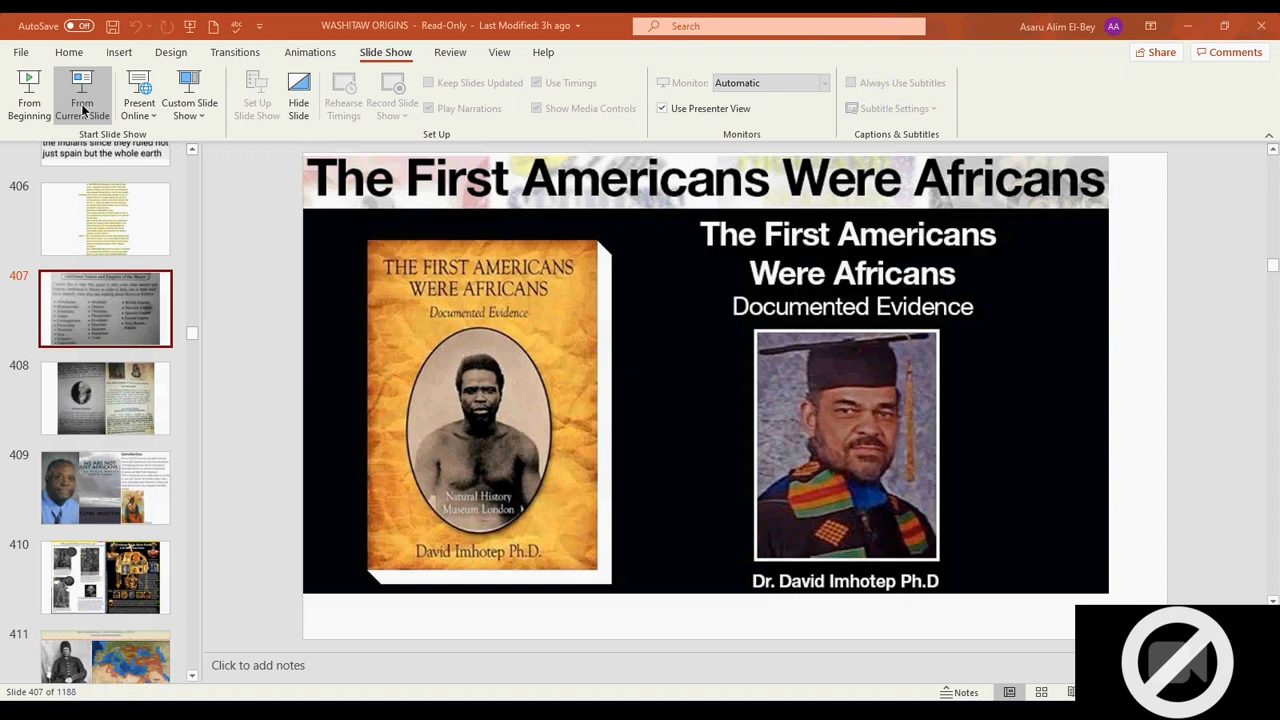 AutoSave Off
WASHITAW ORIGINS - Read-Only - Last Modified: 3h ago
Search
Asaru Alim El-Bey AA
File Home Insert Design Transitions Animations Slide Show Review View Help
Share Comments
From Beginning
From Current Slide
Present Online
Custom Slide Show
Set Up Slide Show
Hide Slide
Rehearse Timings
Record Slide Show
Keep Slides Updated
Play Narrations
Use Timings
Show Media Controls
Monitor: Automatic
Use Presenter View
Always Use Subtitles
Subtitle Settings
Start Slide Show
Set Up
Monitors
Captions & Subtitles
the Indians since they ruled not
just spain but the whole earth
406
407
408
409
410
411
The First Americans Were Africans
THE FIRST AMERICANS
WERE AFRICANS
Documented Evidence
Natural History
Museum London
David Imhotep Ph.D.
The First Americans
Were Africans
Documented Evidence
Dr. David Imhotep Ph.D
Click to add notes
Slide 407 of 1188
Notes